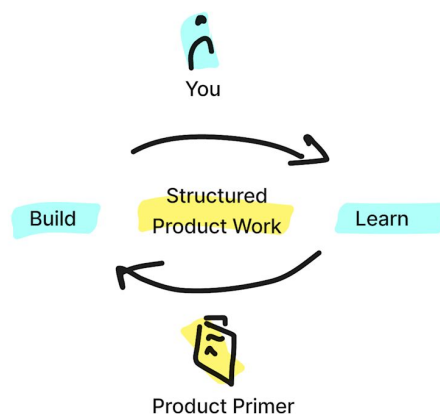 You
Structured
Product Work
Build
Learn
Product Primer